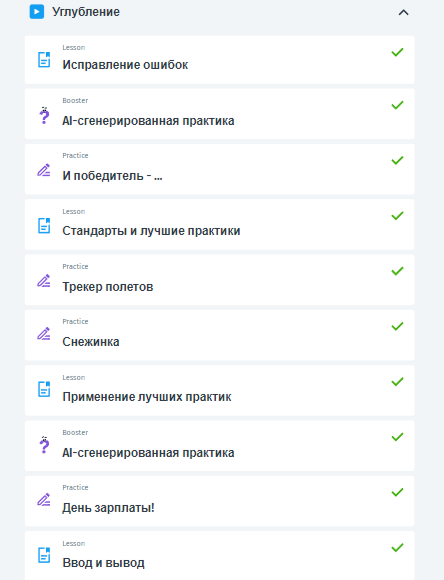 Углубление
Lesson
Исправление ошибок
Booster
AI-сгенерированная практика
Practice
И победитель - ...
Lesson
Стандарты и лучшие практики
Practice
Трекер полетов
Practice
Снежинка
Lesson
Применение лучших практик
Booster
AI-сгенерированная практика
Practice
День зарплаты!
Lesson
Ввод и вывод